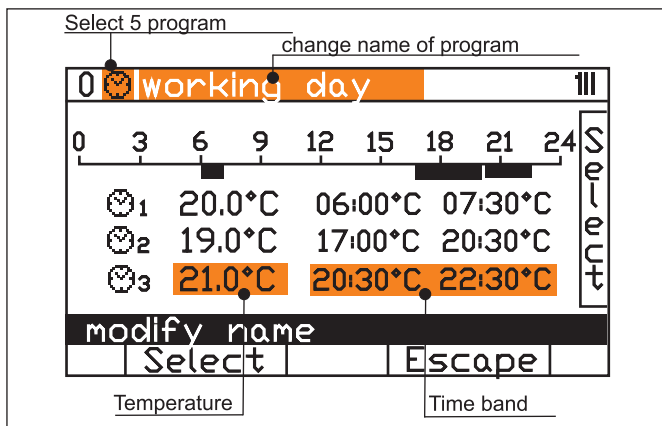 Select 5 program
change name of program
0 working day
0 3 6 9 12 15 18 21 24
Select
1 20.0°C 06:00°C 07:30°C
2 19.0°C 17:00°C 20:30°C
3 21.0°C 20:30°C 22:30°C
modify name
Select Escape
Temperature Time band